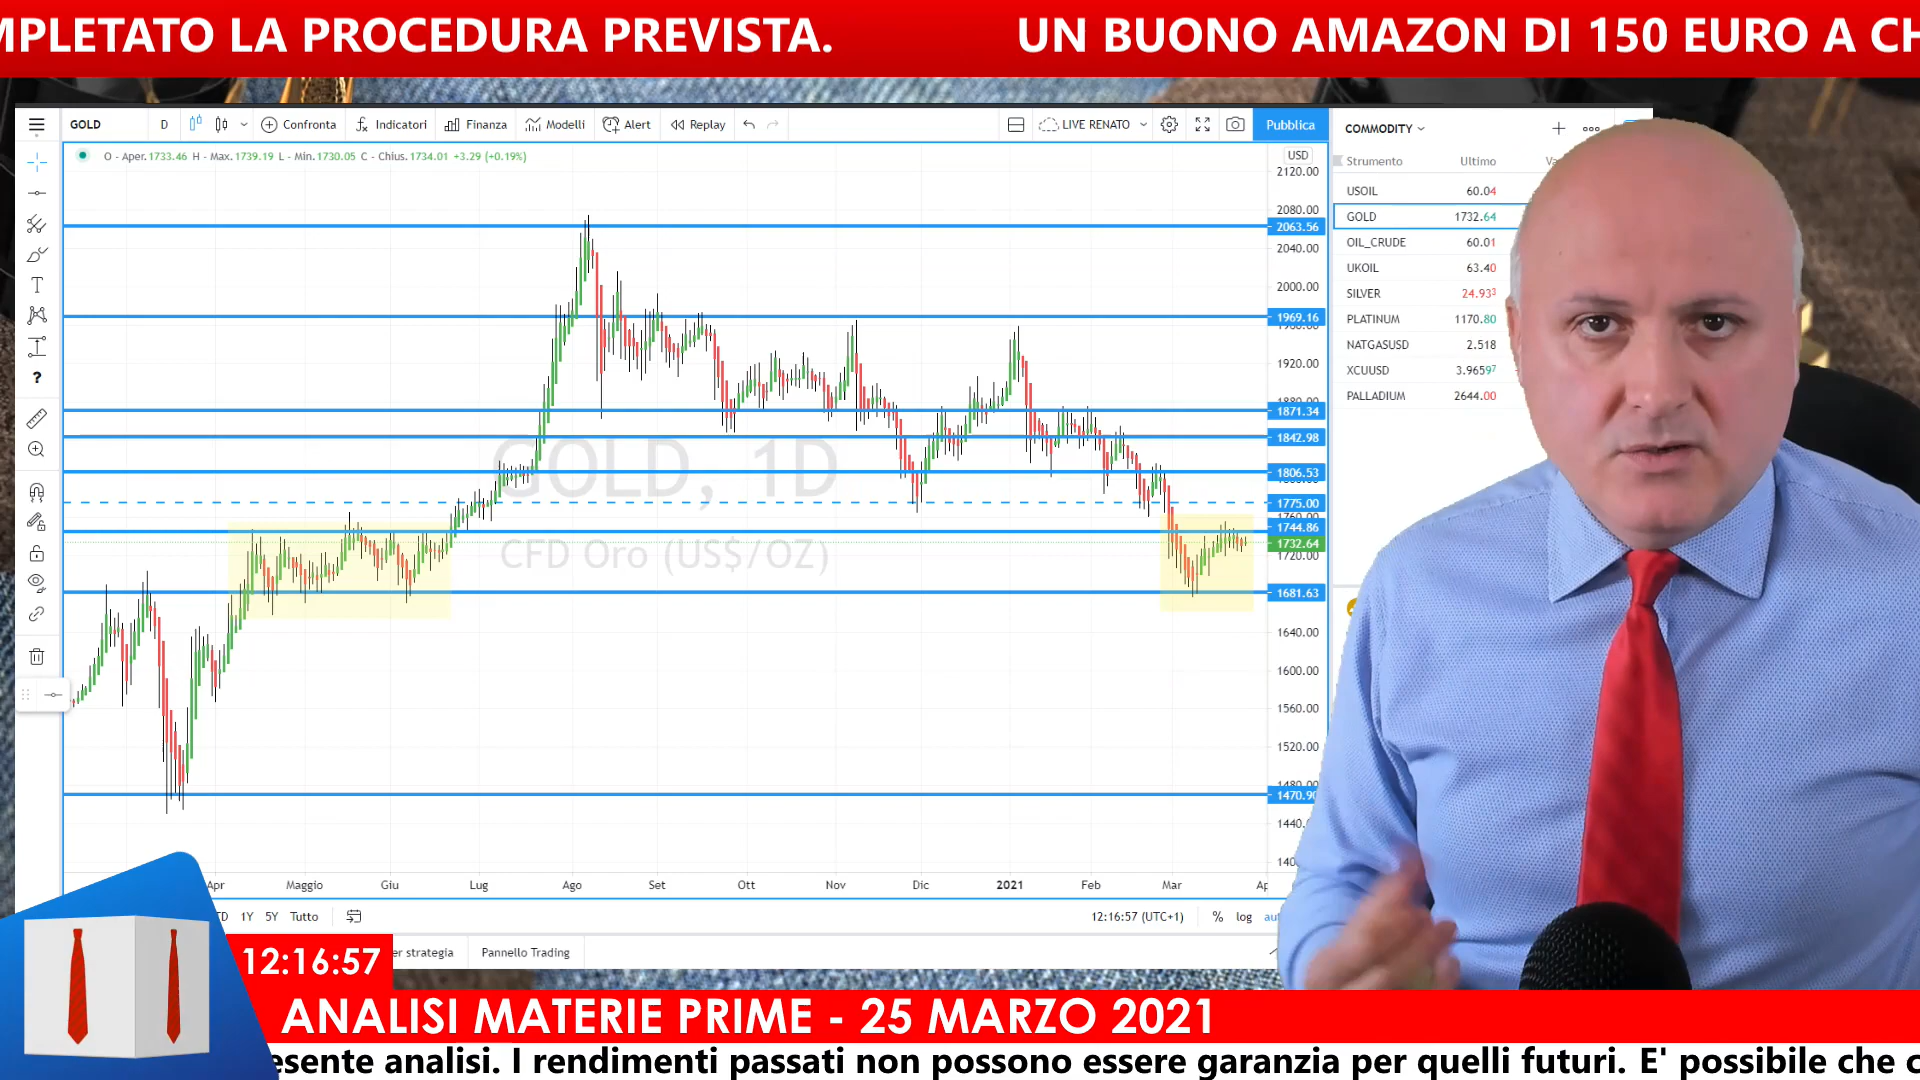 MPLETATO LA PROCEDURA PREVISTA. UN BUONO AMAZON DI 150 EURO A CH
GOLD D Confronta Indicatori Finanza Modelli Alert Replay LIVE RENATO Pubblica
O - Aper.1733.46 H - Max.1739.19 L - Min.1730.05 C - Chius.1734.01 +3.29 (+0.19%)
USD
2120.00
2080.00
2063.56
2040.00
2000.00
1969.16
1920.00
1871.34
1842.98
1806.53
1775.00
1744.86
1732.64
1720.00
1681.63
1640.00
1600.00
1560.00
1520.00
1480.00
1470.90
1440.
1400
GOLD, 1D
CFD Oro (US$/OZ)
Apr Maggio Giu Lug Ago Set Ott Nov Dic 2021 Feb Mar Ap
1Y 5Y Tutto 12:16:57 (UTC+1) % log
er strategia Pannello Trading
COMMODITY
Strumento Ultimo
USOIL 60.04
GOLD 1732.64
OIL_CRUDE 60.01
UKOIL 63.40
SILVER 24.933
PLATINUM 1170.80
NATGASUSD 2.518
XCUUSD 3.96597
PALLADIUM 2644.00
12:16:57
ANALISI MATERIE PRIME - 25 MARZO 2021
esente analisi. I rendimenti passati non possono essere garanzia per quelli futuri. E' possibile che c